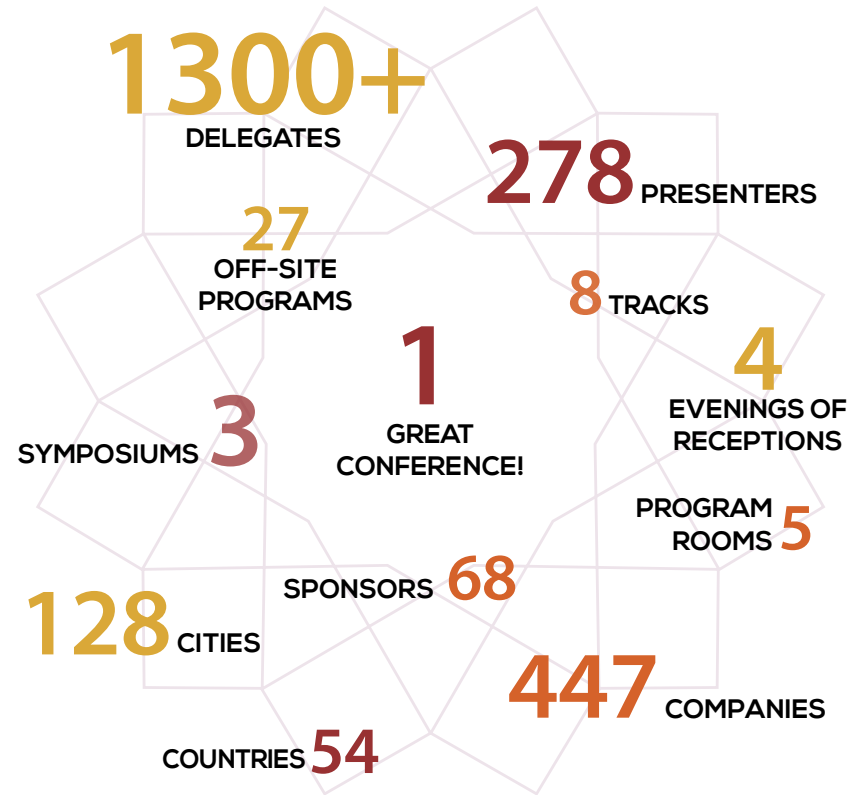 1300+
DELEGATES
278 PRESENTERS
27
OFF-SITE
PROGRAMS
8 TRACKS
1
GREAT
CONFERENCE!
4
EVENINGS OF
RECEPTIONS
SYMPOSIUMS 3
PROGRAM
ROOMS 5
SPONSORS 68
128 CITIES
447 COMPANIES
COUNTRIES 54